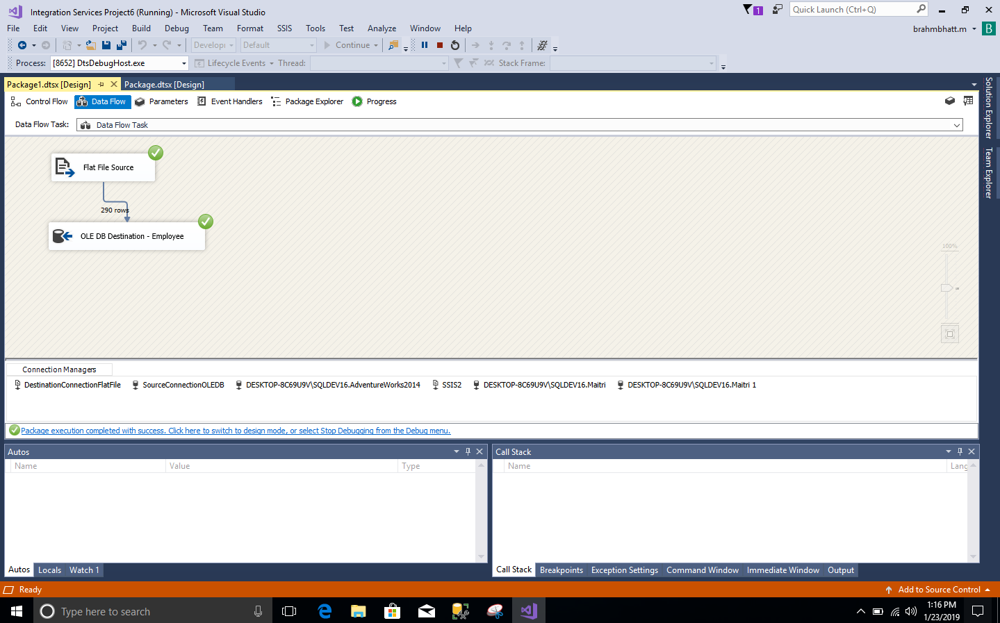 Integration Services Project6 (Running) - Microsoft Visual Studio
1
Quick Launch (Ctrl+Q)
File Edit View Project Build Debug Team Format SSIS Tools Test Analyze Window Help
brahmbhatt.m B
Develop Default Continue
Process: [8652] DtsDebugHost.exe Lifecycle Events Thread: Stack Frame:
Package1.dtsx [Design] Package.dtsx [Design]
Control Flow Data Flow Parameters Event Handlers Package Explorer Progress
Data Flow Task: Data Flow Task
Solution Explorer
Team Explorer
Flat File Source
290 rows
OLE DB Destination - Employee
100%
Connection Managers
DestinationConnectionFlatFile SourceConnectionOLEDB DESKTOP-8C69U9V\SQLDEV16.AdventureWorks2014 SSIS2 DESKTOP-8C69U9V\SQLDEV16.Maitri DESKTOP-8C69U9V\SQLDEV16.Maitri 1
Package execution completed with success. Click here to switch to design mode, or select Stop Debugging from the Debug menu.
Autos
Name Value Type
Call Stack
Name Lang
Autos Locals Watch 1
Call Stack Breakpoints Exception Settings Command Window Immediate Window Output
Ready
Add to Source Control
Type here to search
1:16 PM
1/23/2019